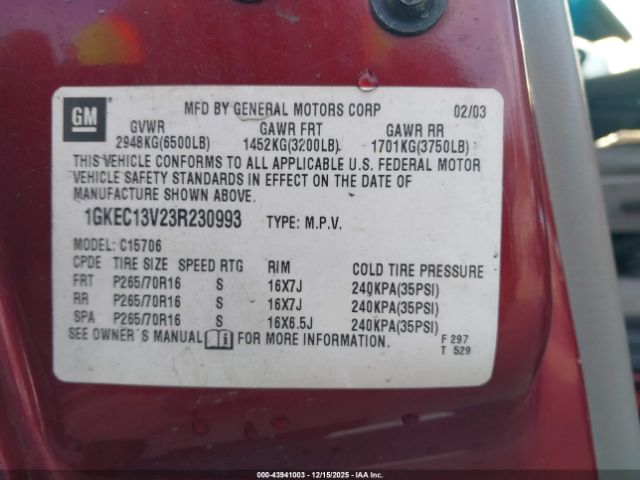 GM
MFD BY GENERAL MOTORS CORP 02/03
GVWR GAWR FRT GAWR RR
2948KG(6500LB) 1452KG(3200LB) 1701KG(3750LB)
THIS VEHICLE CONFORMS TO ALL APPLICABLE U.S. FEDERAL MOTOR
VEHICLE SAFETY STANDARDS IN EFFECT ON THE DATE OF
MANUFACTURE SHOWN ABOVE.
1GKEC13V23R230993 TYPE: M.P.V.
MODEL: C15706
CPDE TIRE SIZE SPEED RTG RIM COLD TIRE PRESSURE
FRT P265/70R16 S 16X7J 240KPA(35PSI)
RR P265/70R16 S 16X7J 240KPA(35PSI)
SPA P265/70R16 S 16X6.5J 240KPA(35PSI)
SEE OWNER'S MANUAL i FOR MORE INFORMATION. F 297
T 529
000-43941003 - 12/15/2025 - IAA Inc.